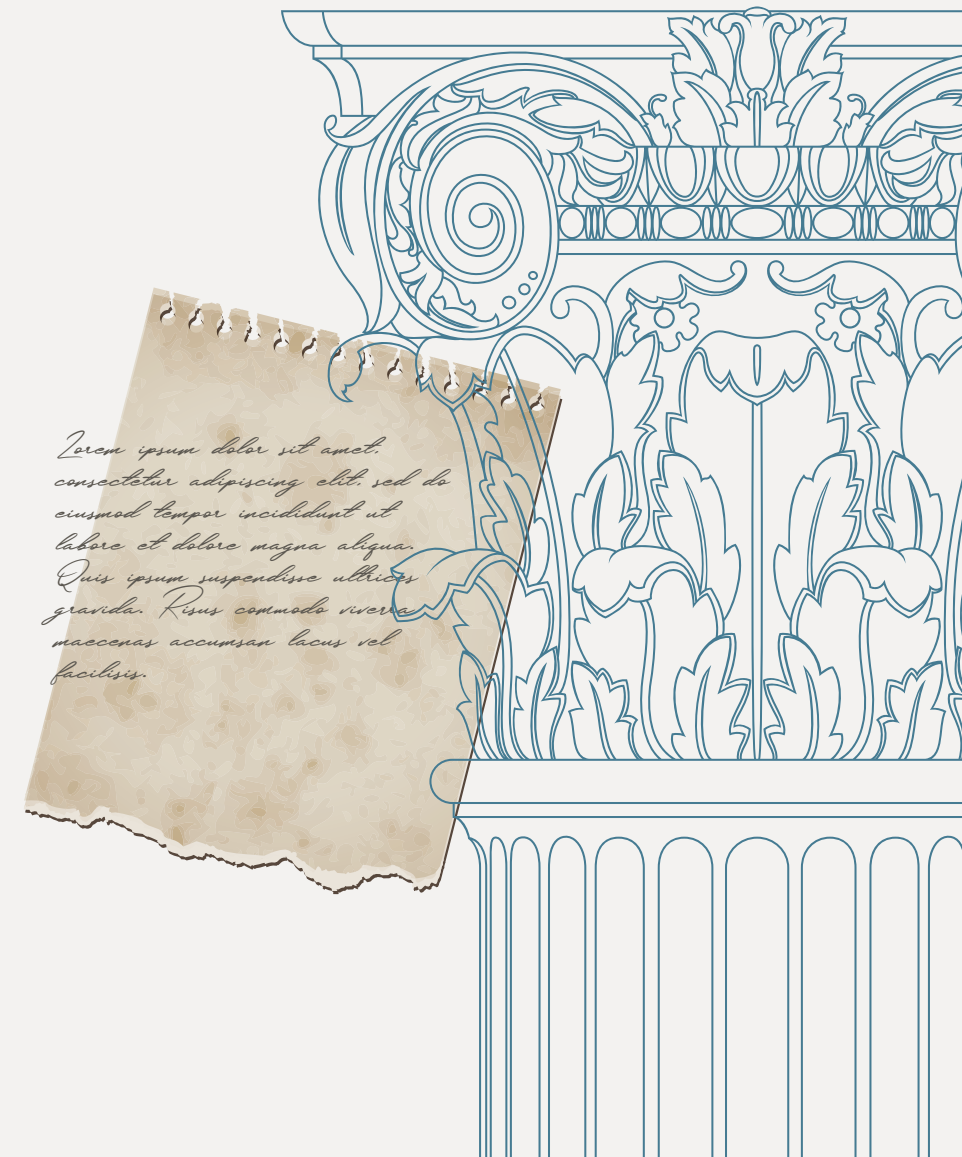 Lorem ipsum dolor sit amet.
consectetur adipiscing elit. sed do
eiusmod tempor incididunt ut
labore et dolore magna aliqua.
Quis ipsum suspendisse ultrices
gravida. Risus commodo viverra
maecenas accumsan lacus vel
facilisis.